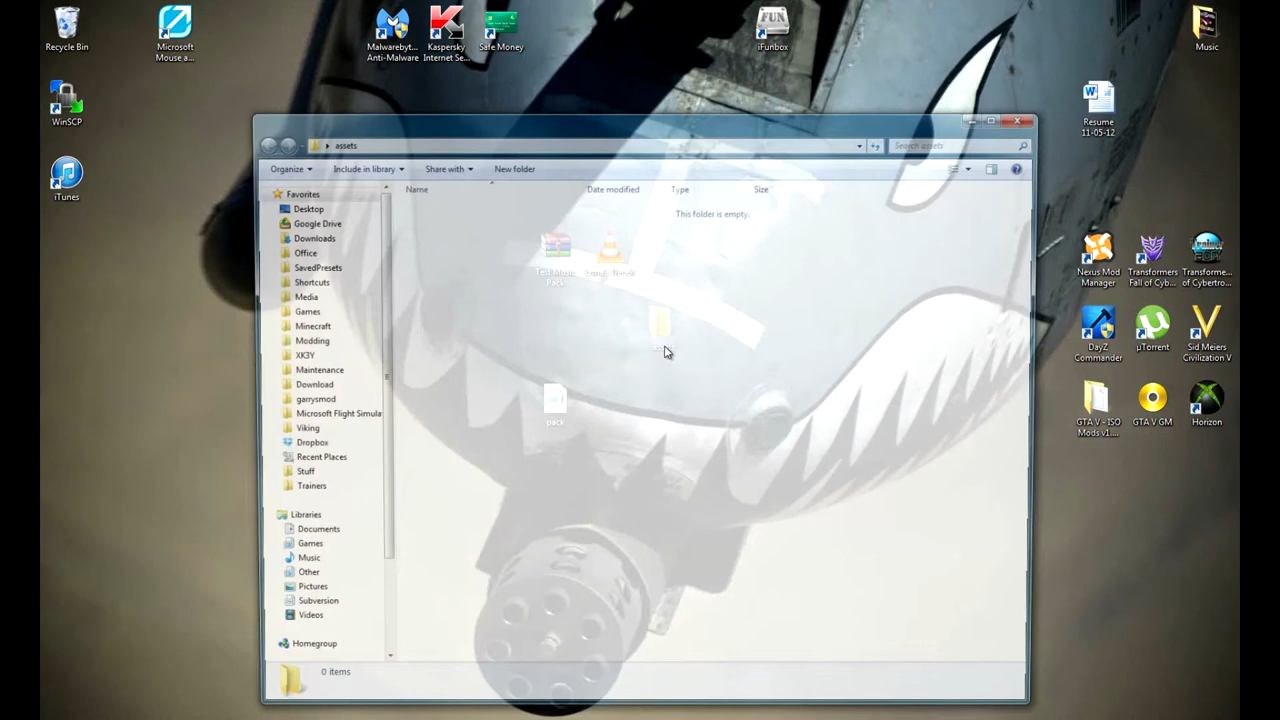 Recycle Bin
Microsoft
Mouse a...
Malwarebyt...
Anti-Malware
Kaspersky
Internet Se...
Safe Money
FUN
iFunbox
Music
WinSCP
Resume
11-05-12
iTunes
assets
Search assets
Organize
Include in library
Share with
New folder
Name
Date modified
Type
Size
This folder is empty.
Favorites
Desktop
Google Drive
Downloads
Office
SavedPresets
Shortcuts
Media
Games
Minecraft
Modding
XK3Y
Maintenance
Download
garrysmod
Microsoft Flight Simula
Viking
Dropbox
Recent Places
Stuff
Trainers
Libraries
Documents
Games
Music
Other
Pictures
Subversion
Videos
Homegroup
0 items
Test Music
Pack
pack
Nexus Mod
Manager
Transformers
Fall of Cyb...
Transforme...
of Cybertro...
DayZ
Commander
µTorrent
Sid Meiers
Civilization V
GTA V - ISO
Mods v1....
GTA V GM
Horizon